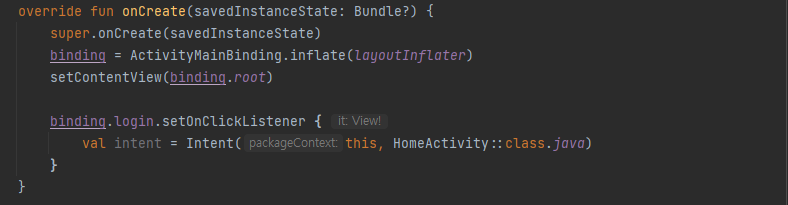 override fun onCreate(savedInstanceState: Bundle?) {
super.onCreate(savedInstanceState)
binding = ActivityMainBinding.inflate(layoutInflater)
setContentView(binding.root)
binding.login.setOnClickListener { it: View!
val intent = Intent( packageContext: this, HomeActivity::class.java)
}
}